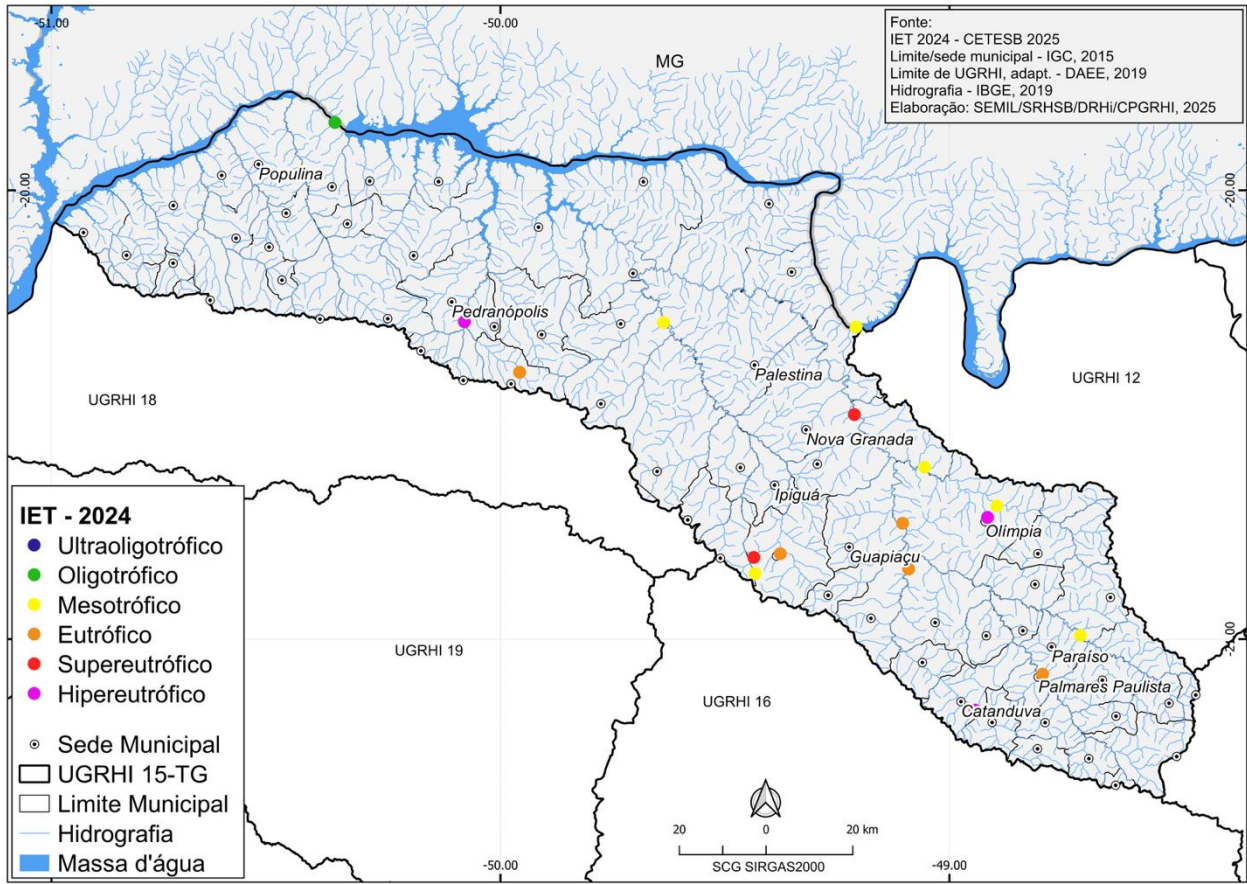 -51.00
-50.00
Fonte:
IET 2024 - CETESB 2025
Limite/sede municipal - IGC, 2015
Limite de UGRHI, adapt. - DAEE, 2019
Hidrografia - IBGE, 2019
Elaboração: SEMIL/SRHSB/DRHi/CPGRHI, 2025
MG
Populina
-20.00
-20.00
Pedranópolis
Palestina
UGRHI 12
UGRHI 18
Nova Granada
Ipiguá
Olímpia
Guapiaçu
IET - 2024
Ultraoligotrófico
Oligotrófico
Mesotrófico
Eutrófico
Supereutrófico
Hipereutrófico
Sede Municipal
UGRHI 15-TG
Limite Municipal
Hidrografia
Massa d'água
UGRHI 19
-21.00
Paraíso
Palmares Paulista
UGRHI 16
Catanduva
20 0 20 km
SCG SIRGAS2000
-50.00
-49.00